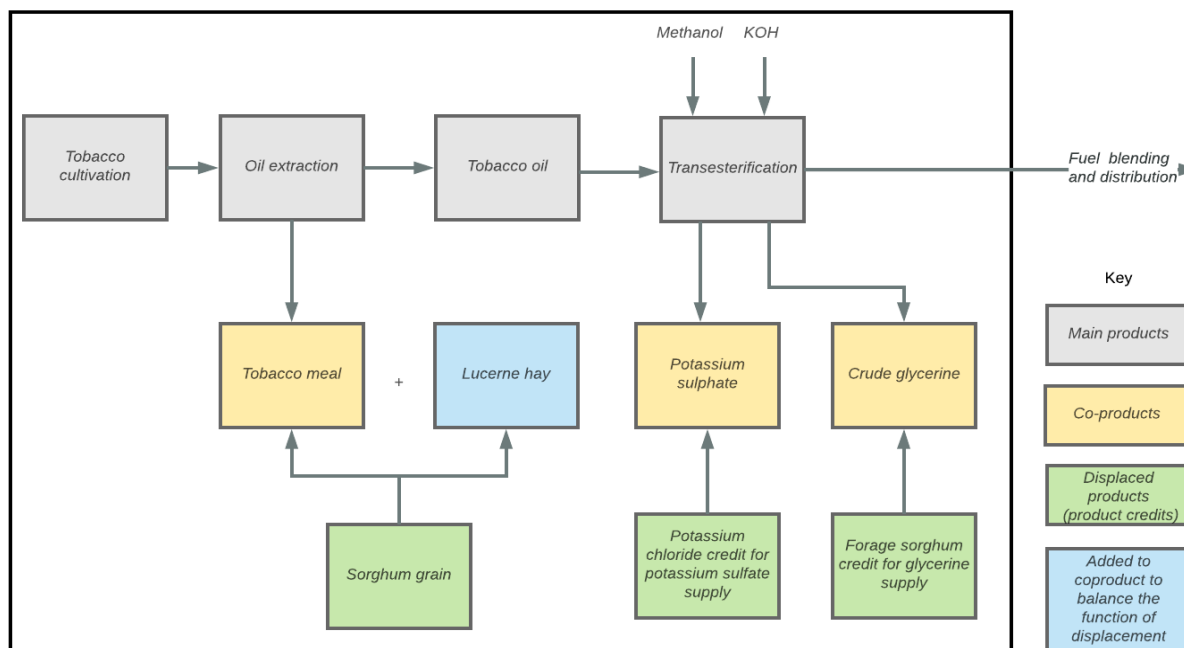 Methanol KOH
Tobacco
cultivation
Oil extraction
Tobacco oil
Transesterification
Fuel blending
and distribution
Key
Main products
Tobacco meal
+
Lucerne hay
Potassium
sulphate
Crude glycerine
Co-products
Sorghum grain
Potassium
chloride credit for
potassium sulfate
supply
Forage sorghum
credit for glycerine
supply
Displaced
products
(product credits)
Added to
coproduct to
balance the
function of
displacement